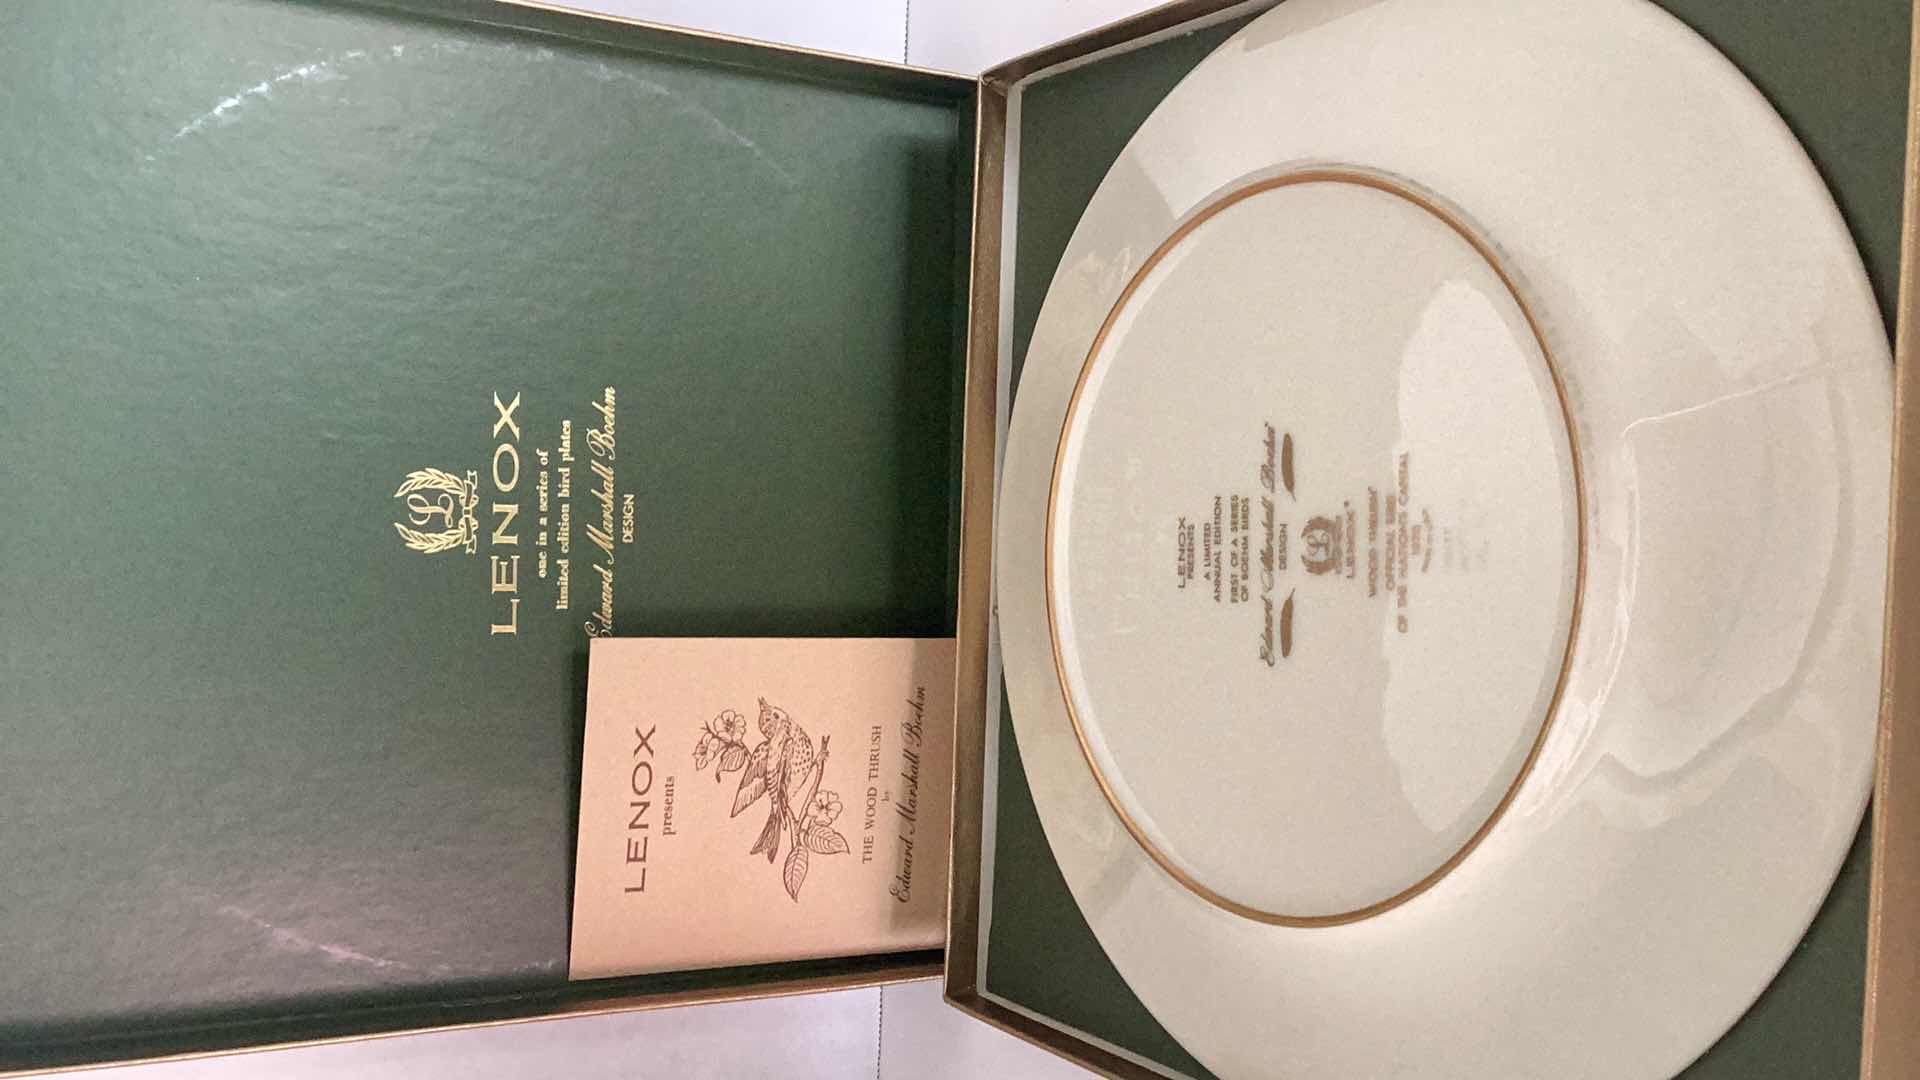 L
LENOX
one in a series of
limited edition bird plates
Edward Marshall Boehm
DESIGN
LENOX
presents
THE WOOD THRUSH
by
Edward Marshall Boehm
LENOX
PRESENTS
A LIMITED
ANNUAL EDITION
FIRST OF A SERIES
OF BOEHM BIRDS
Edward Marshall Boehm™
DESIGN
L
LENOX®
WOOD THRUSH
OFFICIAL BIRD
OF THE NATION'S CAPITAL
1970